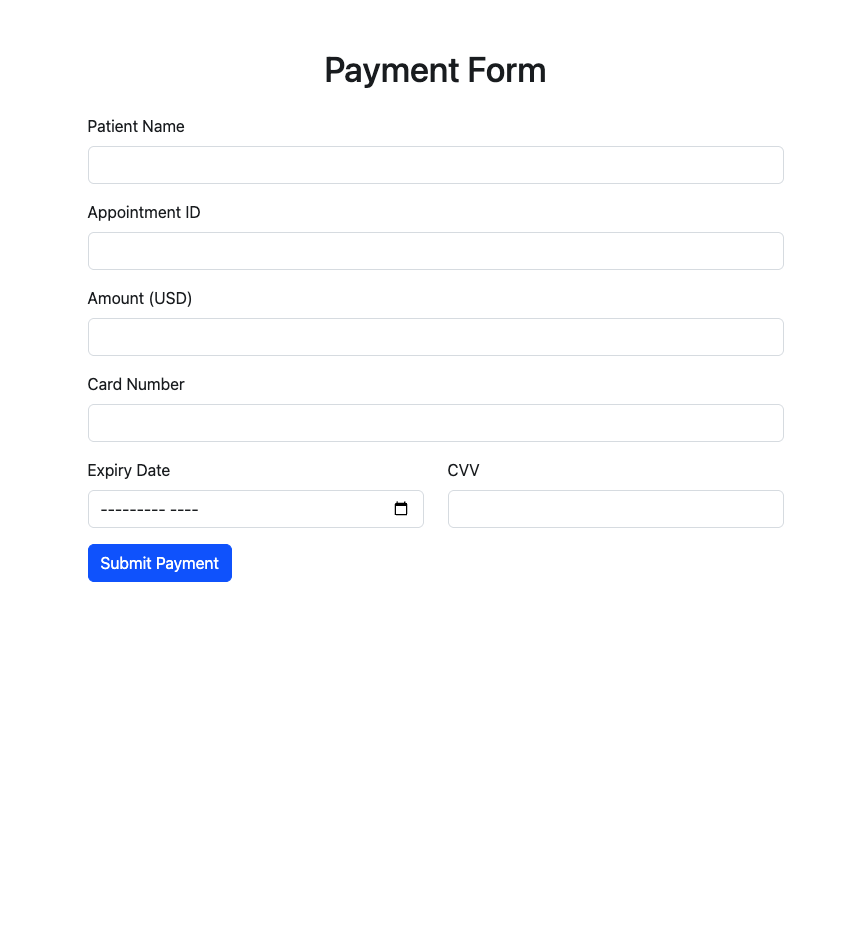 Payment Form
Patient Name
Appointment ID
Amount (USD)
Card Number
Expiry Date CVV
--------- ----
Submit Payment